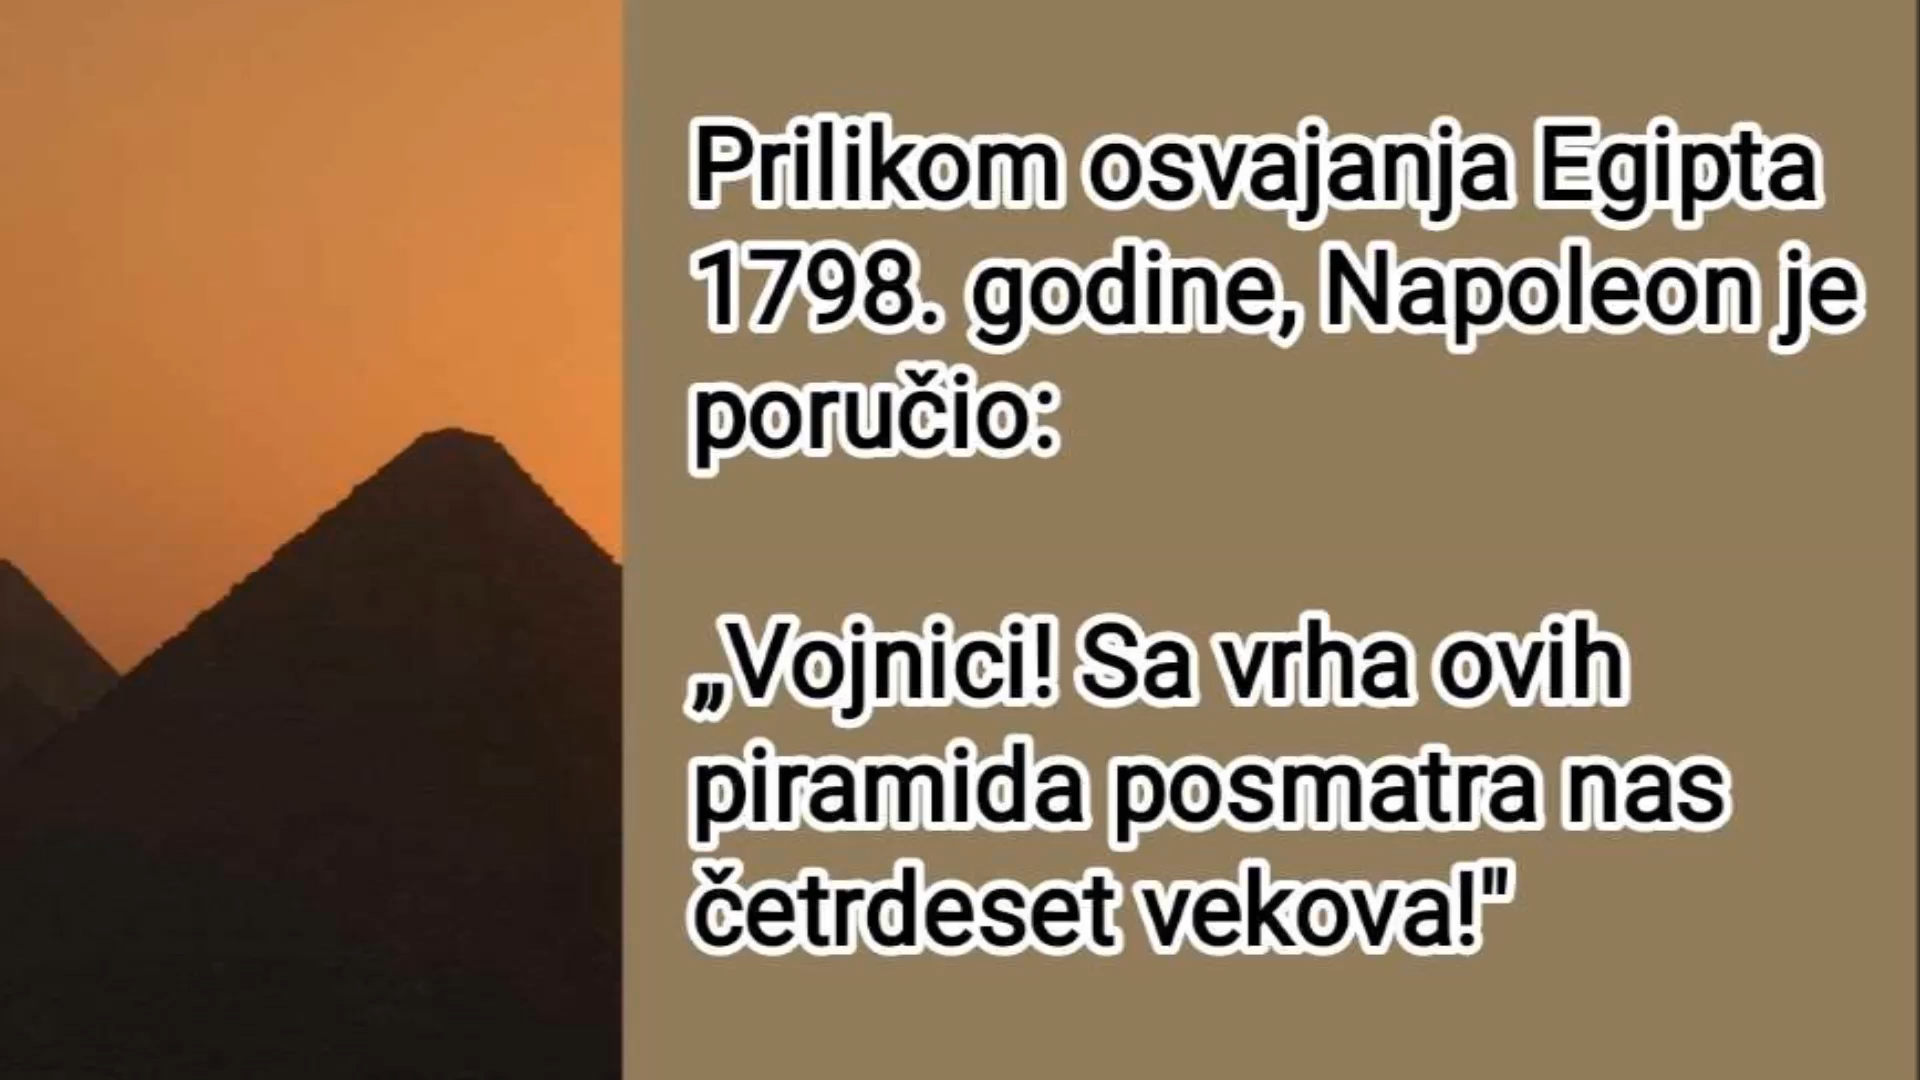 Prilikom osvajanja Egipta
1798. godine, Napoleon je
poručio:
„Vojnici! Sa vrha ovih
piramida posmatra nas
četrdeset vekova!"